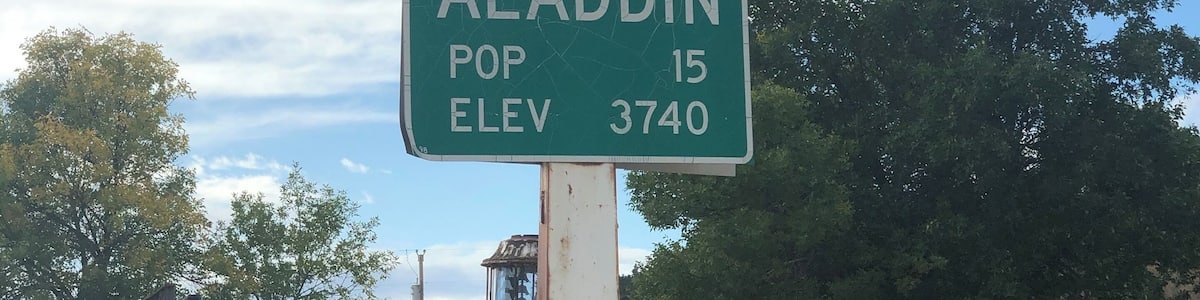 ALADDIN
POP 15
ELEV 3740